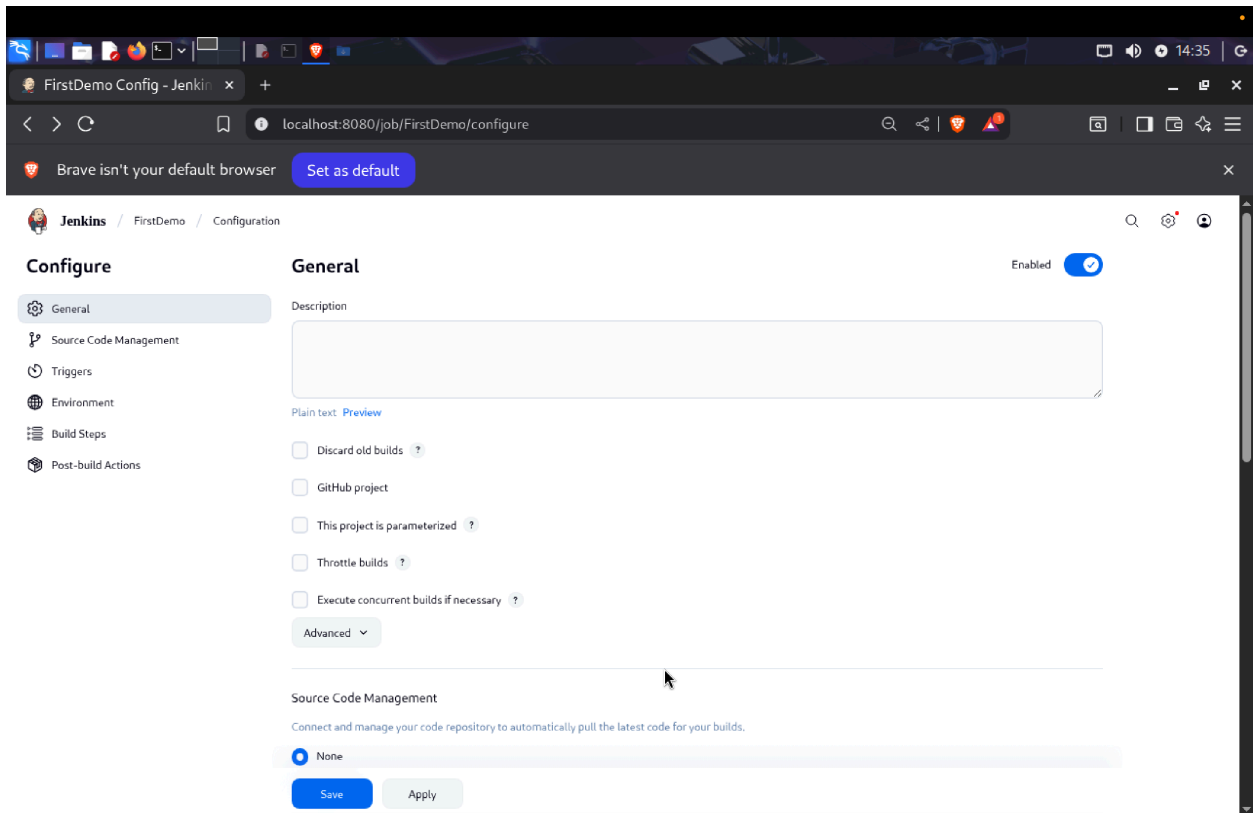 14:35
FirstDemo Config - Jenkin
localhost:8080/job/FirstDemo/configure
1
Brave isn't your default browser
Set as default
Jenkins / FirstDemo / Configuration
Configure
General
Enabled
General
Source Code Management
Triggers
Environment
Build Steps
Post-build Actions
Description
Plain text Preview
Discard old builds ?
GitHub project
This project is parameterized ?
Throttle builds ?
Execute concurrent builds if necessary ?
Advanced
Source Code Management
Connect and manage your code repository to automatically pull the latest code for your builds.
None
Save
Apply